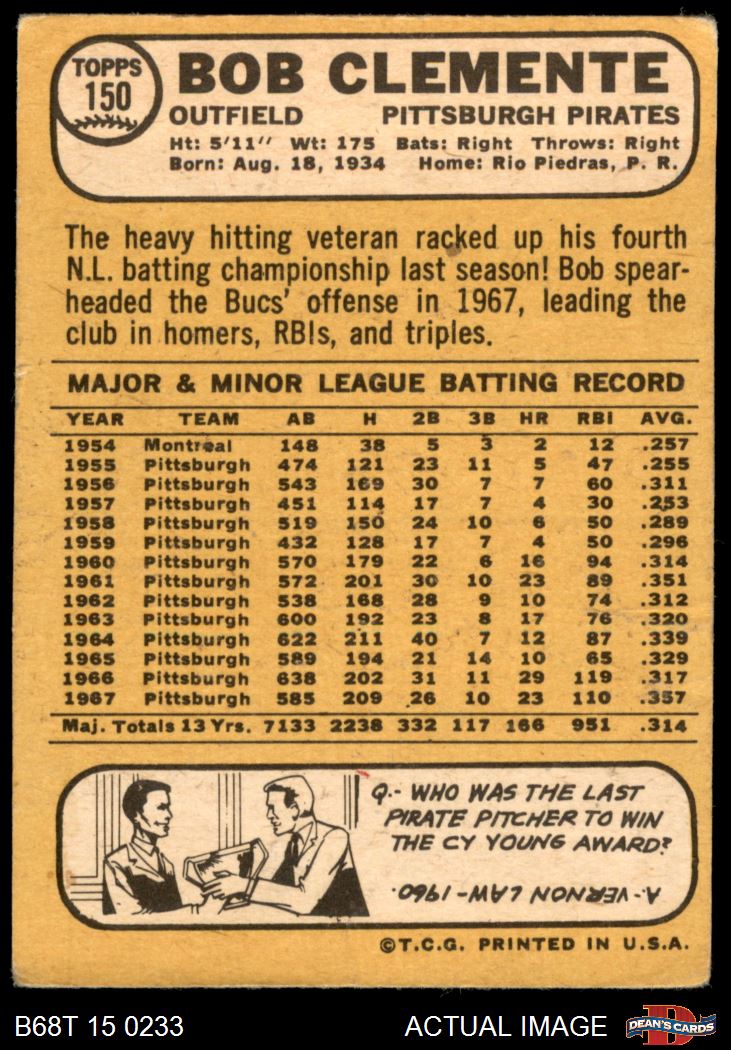 TOPPS
150
BOB CLEMENTE
OUTFIELD PITTSBURGH PIRATES
Ht: 5'11" Wt: 175 Bats: Right Throws: Right
Born: Aug. 18, 1934 Home: Rio Piedras, P. R.
The heavy hitting veteran racked up his fourth
N.L. batting championship last season! Bob spear-
headed the Bucs' offense in 1967, leading the
club in homers, RBIs, and triples.
MAJOR & MINOR LEAGUE BATTING RECORD
YEAR TEAM AB H 2B 3B HR RBI AVG.
1954 Montreal 148 38 5 3 2 12 .257
1955 Pittsburgh 474 121 23 11 5 47 .255
1956 Pittsburgh 543 169 30 7 7 60 .311
1957 Pittsburgh 451 114 17 7 4 30 .253
1958 Pittsburgh 519 150 24 10 6 50 .289
1959 Pittsburgh 432 128 17 7 4 50 .296
1960 Pittsburgh 570 179 22 6 16 94 .314
1961 Pittsburgh 572 201 30 10 23 89 .351
1962 Pittsburgh 538 168 28 9 10 74 .312
1963 Pittsburgh 600 192 23 8 17 76 .320
1964 Pittsburgh 622 211 40 7 12 87 .339
1965 Pittsburgh 589 194 21 14 10 65 .329
1966 Pittsburgh 638 202 31 11 29 119 .317
1967 Pittsburgh 585 209 26 10 23 110 .357
Maj. Totals 13 Yrs. 7133 2238 332 117 166 951 .314
Q.- WHO WAS THE LAST
PIRATE PITCHER TO WIN
THE CY YOUNG AWARD?
A.-VERNON LAW-1960.
©T.C.G. PRINTED IN U.S.A.
B68T 15 0233 ACTUAL IMAGE
D
DEAN'S CARDS